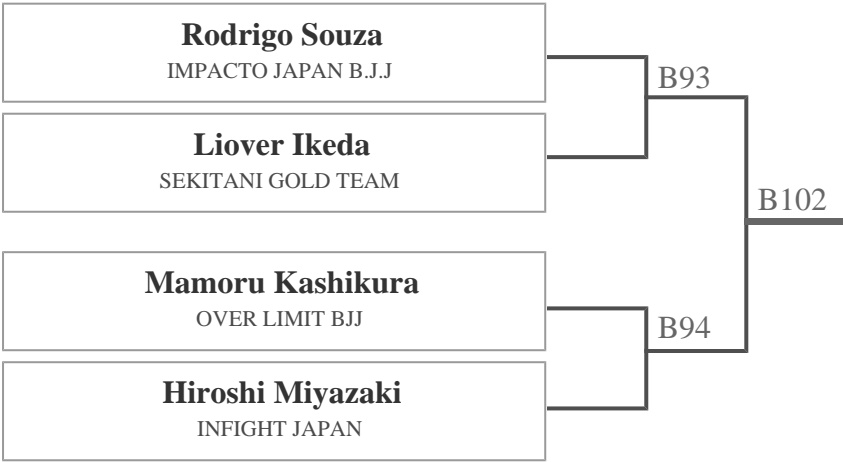 Rodrigo Souza
IMPACTO JAPAN B.J.J
B93
Liover Ikeda
SEKITANI GOLD TEAM
B102
Mamoru Kashikura
OVER LIMIT BJJ
B94
Hiroshi Miyazaki
INFIGHT JAPAN